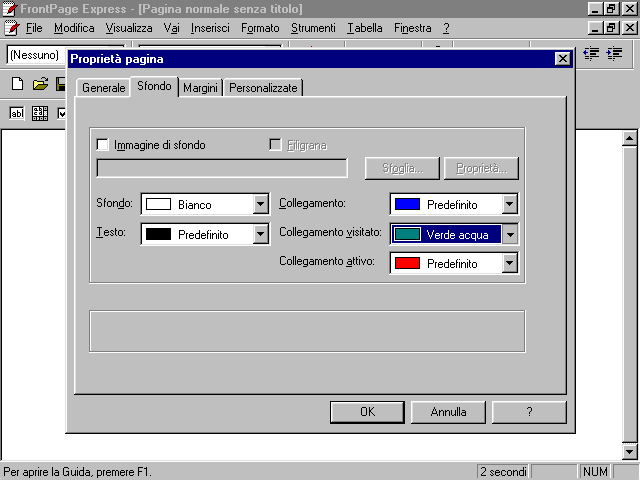 FrontPage Express - [Pagina normale senza titolo]
File Modifica Visualizza Vai Inserisci Formato Strumenti Tabella Finestra ?
(Nessuno)
Proprietà pagina
Generale Sfondo Margini Personalizzate
Immagine di sfondo Filigrana
Sfoglia... Proprietà...
Sfondo: Bianco Collegamento: Predefinito
Testo: Predefinito Collegamento visitato: Verde acqua
Collegamento attivo: Predefinito
OK Annulla ?
Per aprire la Guida, premere F1. 2 secondi NUM